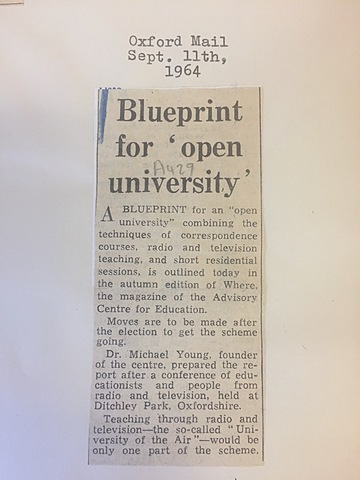 Oxford Mail
Sept. 11th,
1964
Blueprint
for ‘open
A429
university’
A BLUEPRINT for an “open
university” combining the
techniques of correspondence
courses, radio and television
teaching, and short residential
sessions, is outlined today in
the autumn edition of Where,
the magazine of the Advisory
Centre for Education.
Moves are to be made after
the election to get the scheme
going.
Dr. Michael Young, founder
of the centre, prepared the re-
port after a conference of edu-
cationists and people from
radio and television, held at
Ditchley Park, Oxfordshire.
Teaching through radio and
television—the so-called “Uni-
versity of the Air”—would be
only one part of the scheme.